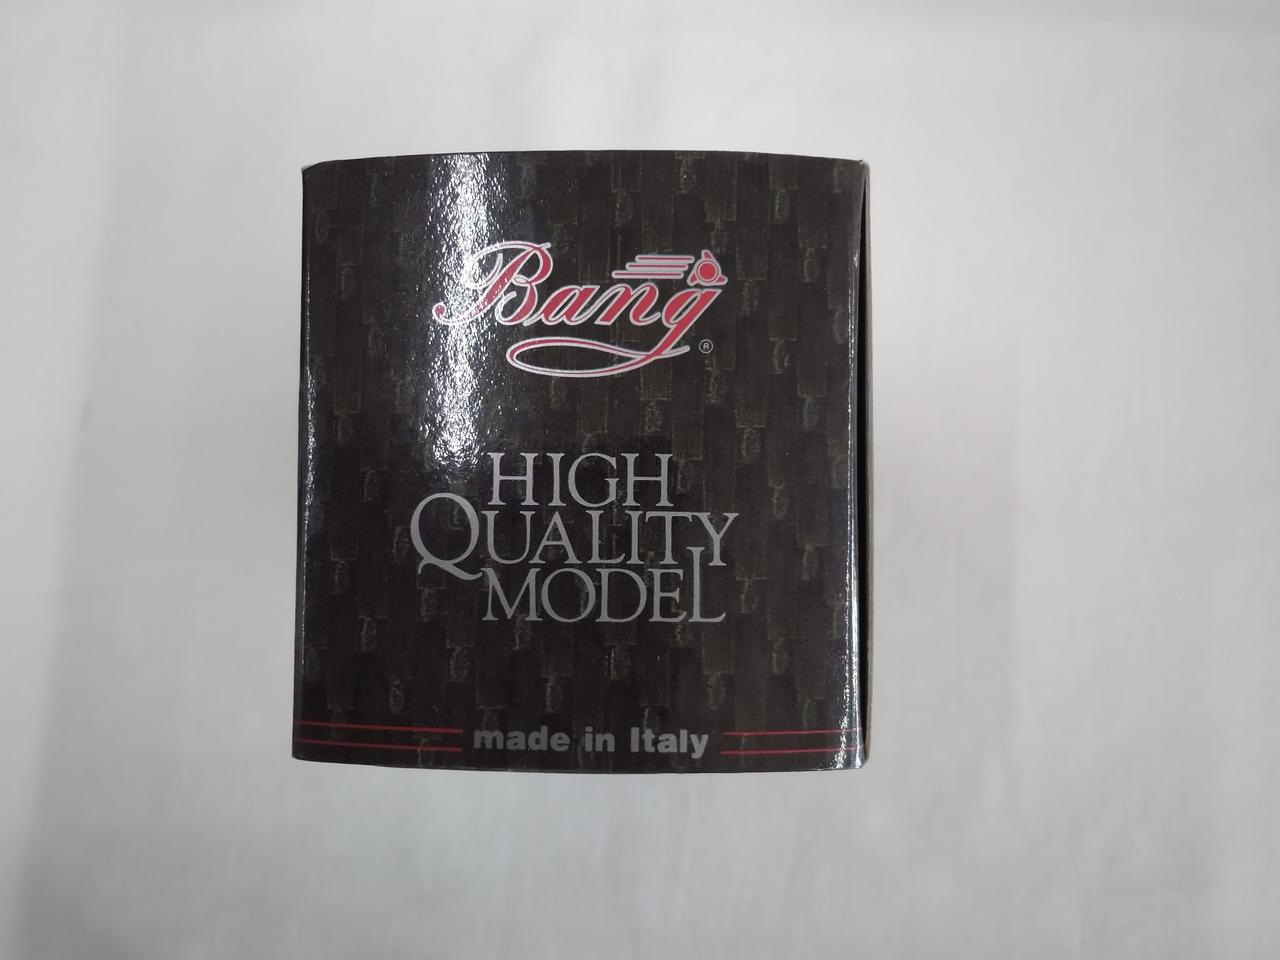 Bang
®
HIGH
QUALITY
MODEL
made in Italy